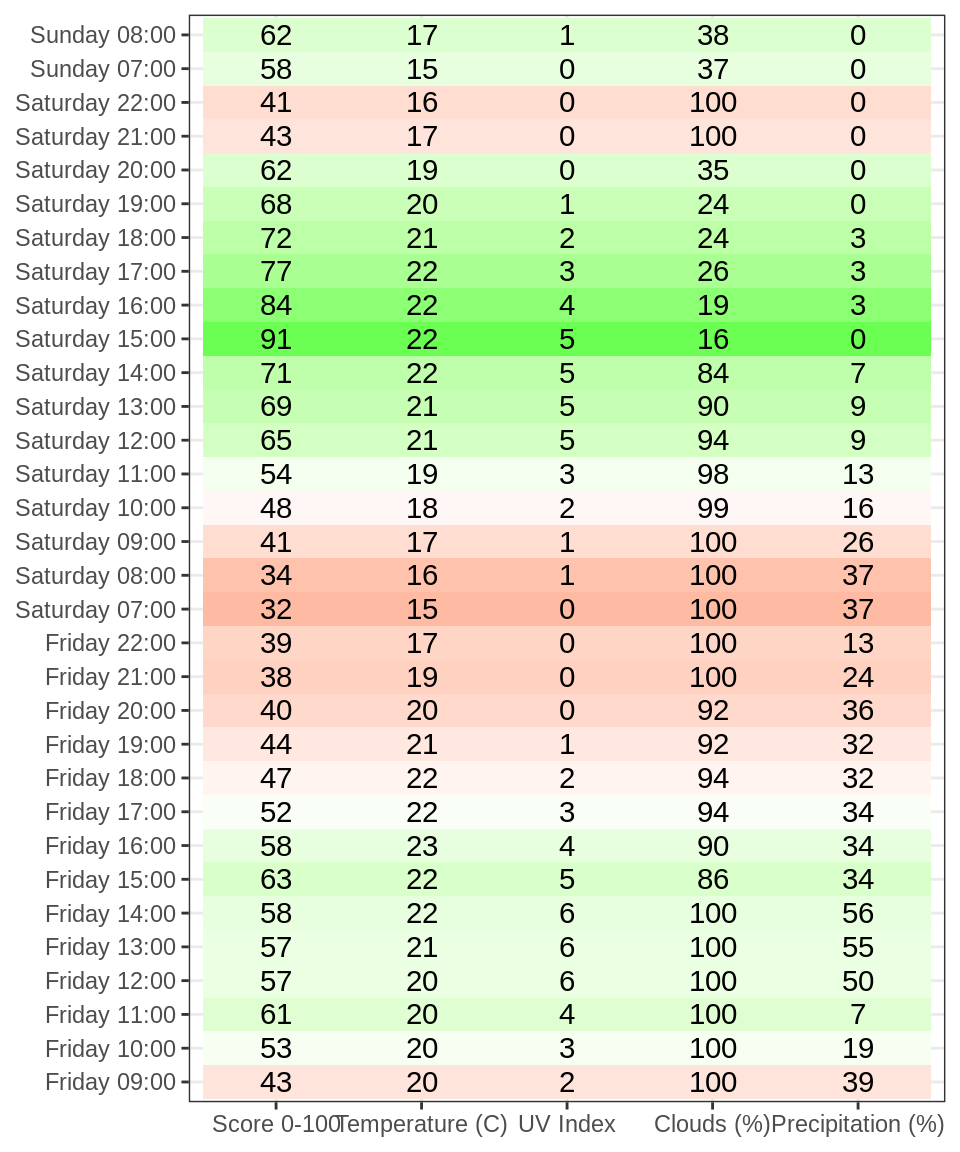 Sunday 08:00 62 17 1 38 0
Sunday 07:00 58 15 0 37 0
Saturday 22:00 41 16 0 100 0
Saturday 21:00 43 17 0 100 0
Saturday 20:00 62 19 0 35 0
Saturday 19:00 68 20 1 24 0
Saturday 18:00 72 21 2 24 3
Saturday 17:00 77 22 3 26 3
Saturday 16:00 84 22 4 19 3
Saturday 15:00 91 22 5 16 0
Saturday 14:00 71 22 5 84 7
Saturday 13:00 69 21 5 90 9
Saturday 12:00 65 21 5 94 9
Saturday 11:00 54 19 3 98 13
Saturday 10:00 48 18 2 99 16
Saturday 09:00 41 17 1 100 26
Saturday 08:00 34 16 1 100 37
Saturday 07:00 32 15 0 100 37
Friday 22:00 39 17 0 100 13
Friday 21:00 38 19 0 100 24
Friday 20:00 40 20 0 92 36
Friday 19:00 44 21 1 92 32
Friday 18:00 47 22 2 94 32
Friday 17:00 52 22 3 94 34
Friday 16:00 58 23 4 90 34
Friday 15:00 63 22 5 86 34
Friday 14:00 58 22 6 100 56
Friday 13:00 57 21 6 100 55
Friday 12:00 57 20 6 100 50
Friday 11:00 61 20 4 100 7
Friday 10:00 53 20 3 100 19
Friday 09:00 43 20 2 100 39
Score 0-100 Temperature (C) UV Index Clouds (%) Precipitation (%)